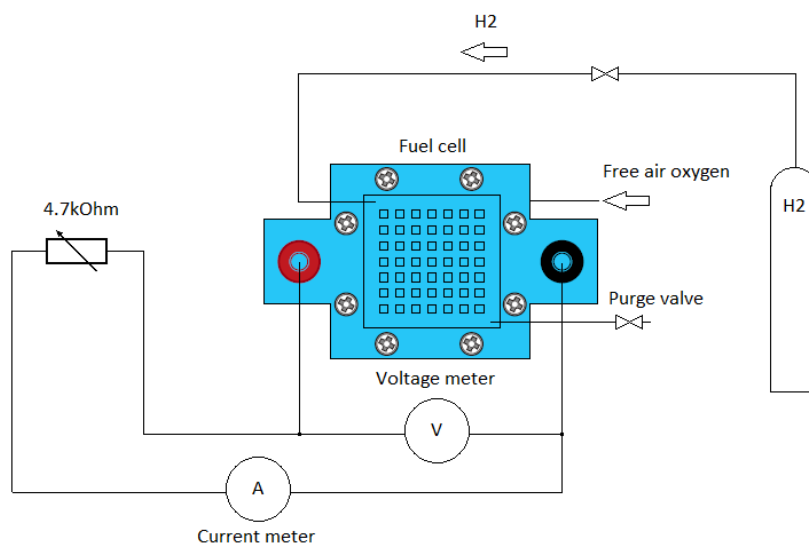 H2
Fuel cell
Free air oxygen
H2
4.7kOhm
Purge valve
Voltage meter
V
A
Current meter